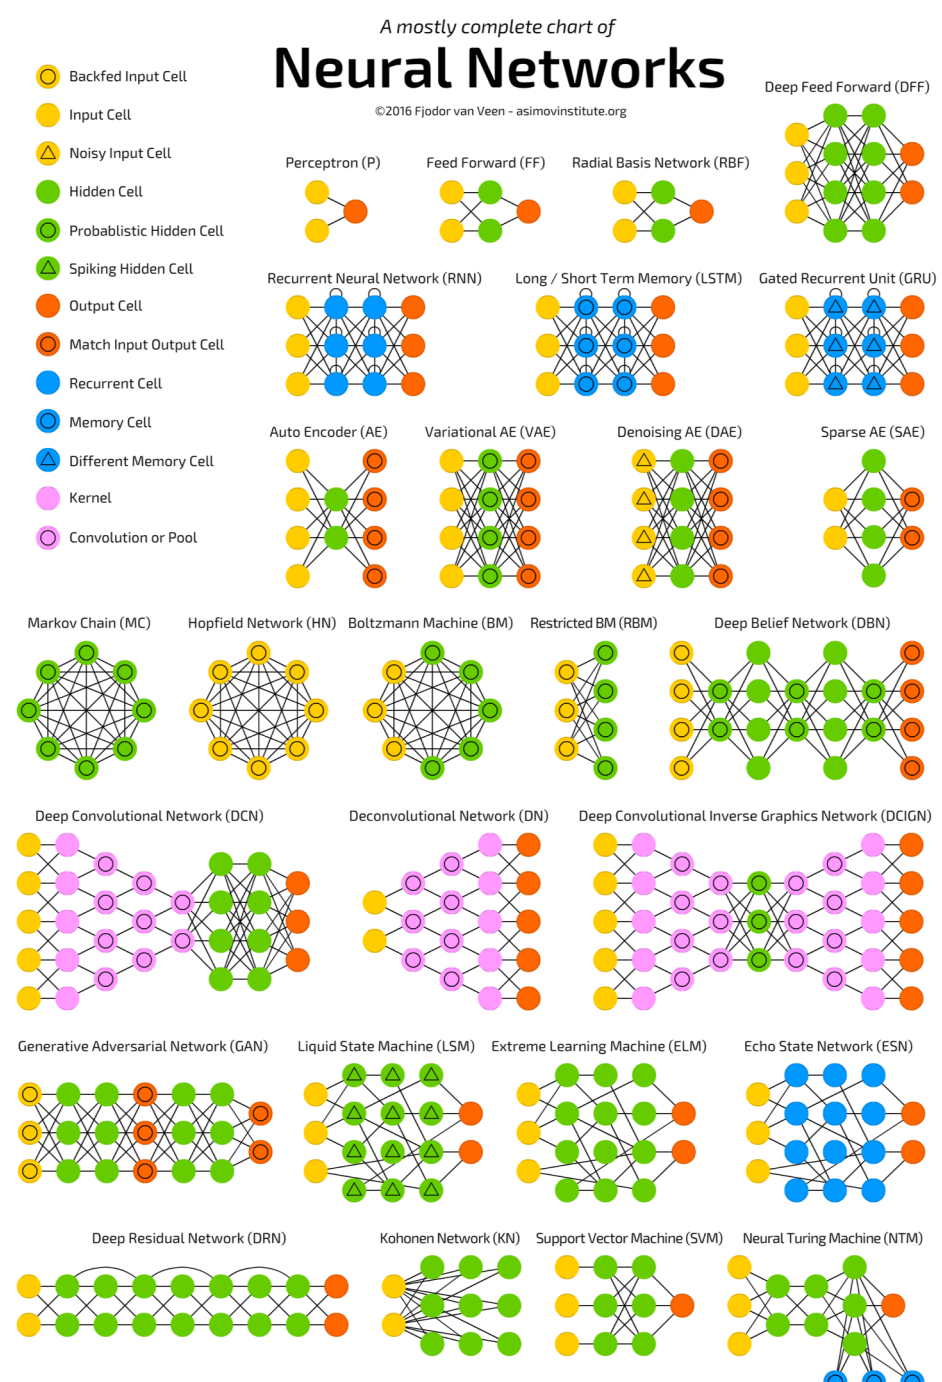 A mostly complete chart of
Neural Networks
©2016 Fjodor van Veen - asimovinstitute.org
Backfed Input Cell
Input Cell
Noisy Input Cell
Hidden Cell
Probablistic Hidden Cell
Spiking Hidden Cell
Output Cell
Match Input Output Cell
Recurrent Cell
Memory Cell
Different Memory Cell
Kernel
Convolution or Pool
Deep Feed Forward (DFF)
Perceptron (P)
Feed Forward (FF)
Radial Basis Network (RBF)
Recurrent Neural Network (RNN)
Long / Short Term Memory (LSTM)
Gated Recurrent Unit (GRU)
Auto Encoder (AE)
Variational AE (VAE)
Denoising AE (DAE)
Sparse AE (SAE)
Markov Chain (MC)
Hopfield Network (HN)
Boltzmann Machine (BM)
Restricted BM (RBM)
Deep Belief Network (DBN)
Deep Convolutional Network (DCN)
Deconvolutional Network (DN)
Deep Convolutional Inverse Graphics Network (DCIGN)
Generative Adversarial Network (GAN)
Liquid State Machine (LSM)
Extreme Learning Machine (ELM)
Echo State Network (ESN)
Deep Residual Network (DRN)
Kohonen Network (KN)
Support Vector Machine (SVM)
Neural Turing Machine (NTM)